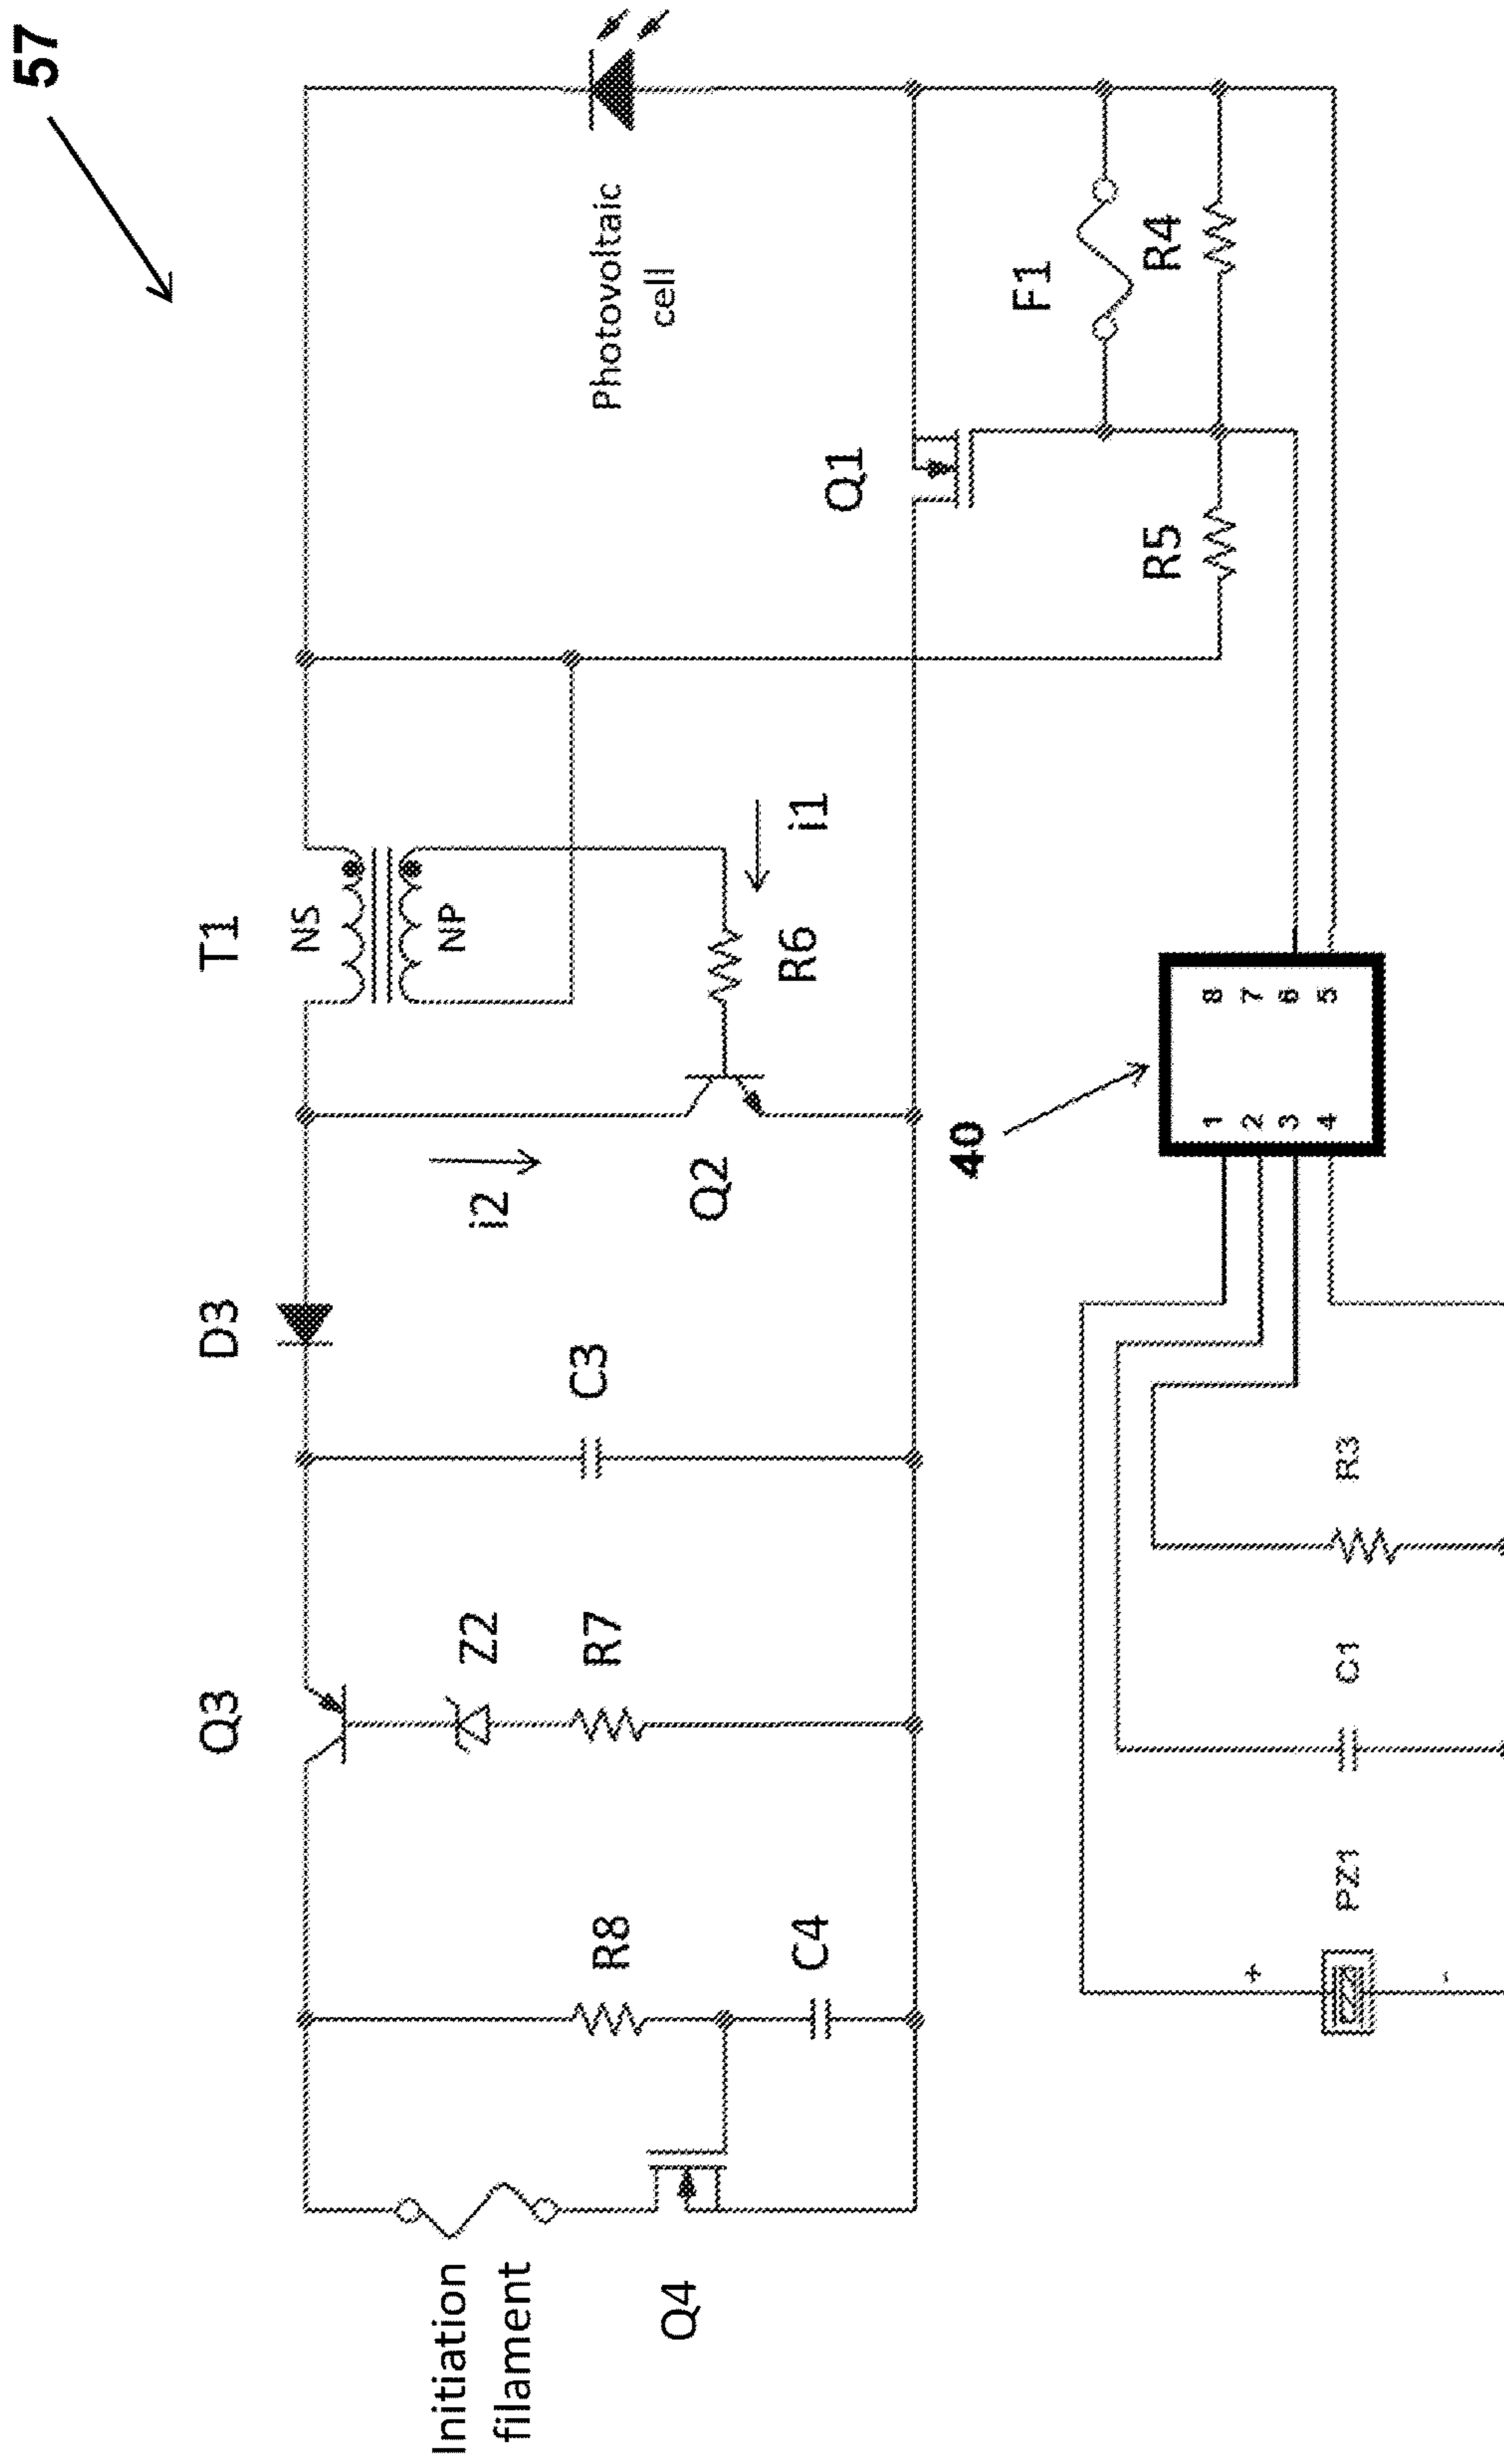 57
Initiation
filament
Q4
R8
C4
Q3
Z2
R7
C3
D3
i2
Q2
T1
NS
NP
R6
i1
Photovoltaic
cell
Q1
F1
R4
R5
40
1
2
3
4
8
7
6
5
PZ1
+
-
C1
R3